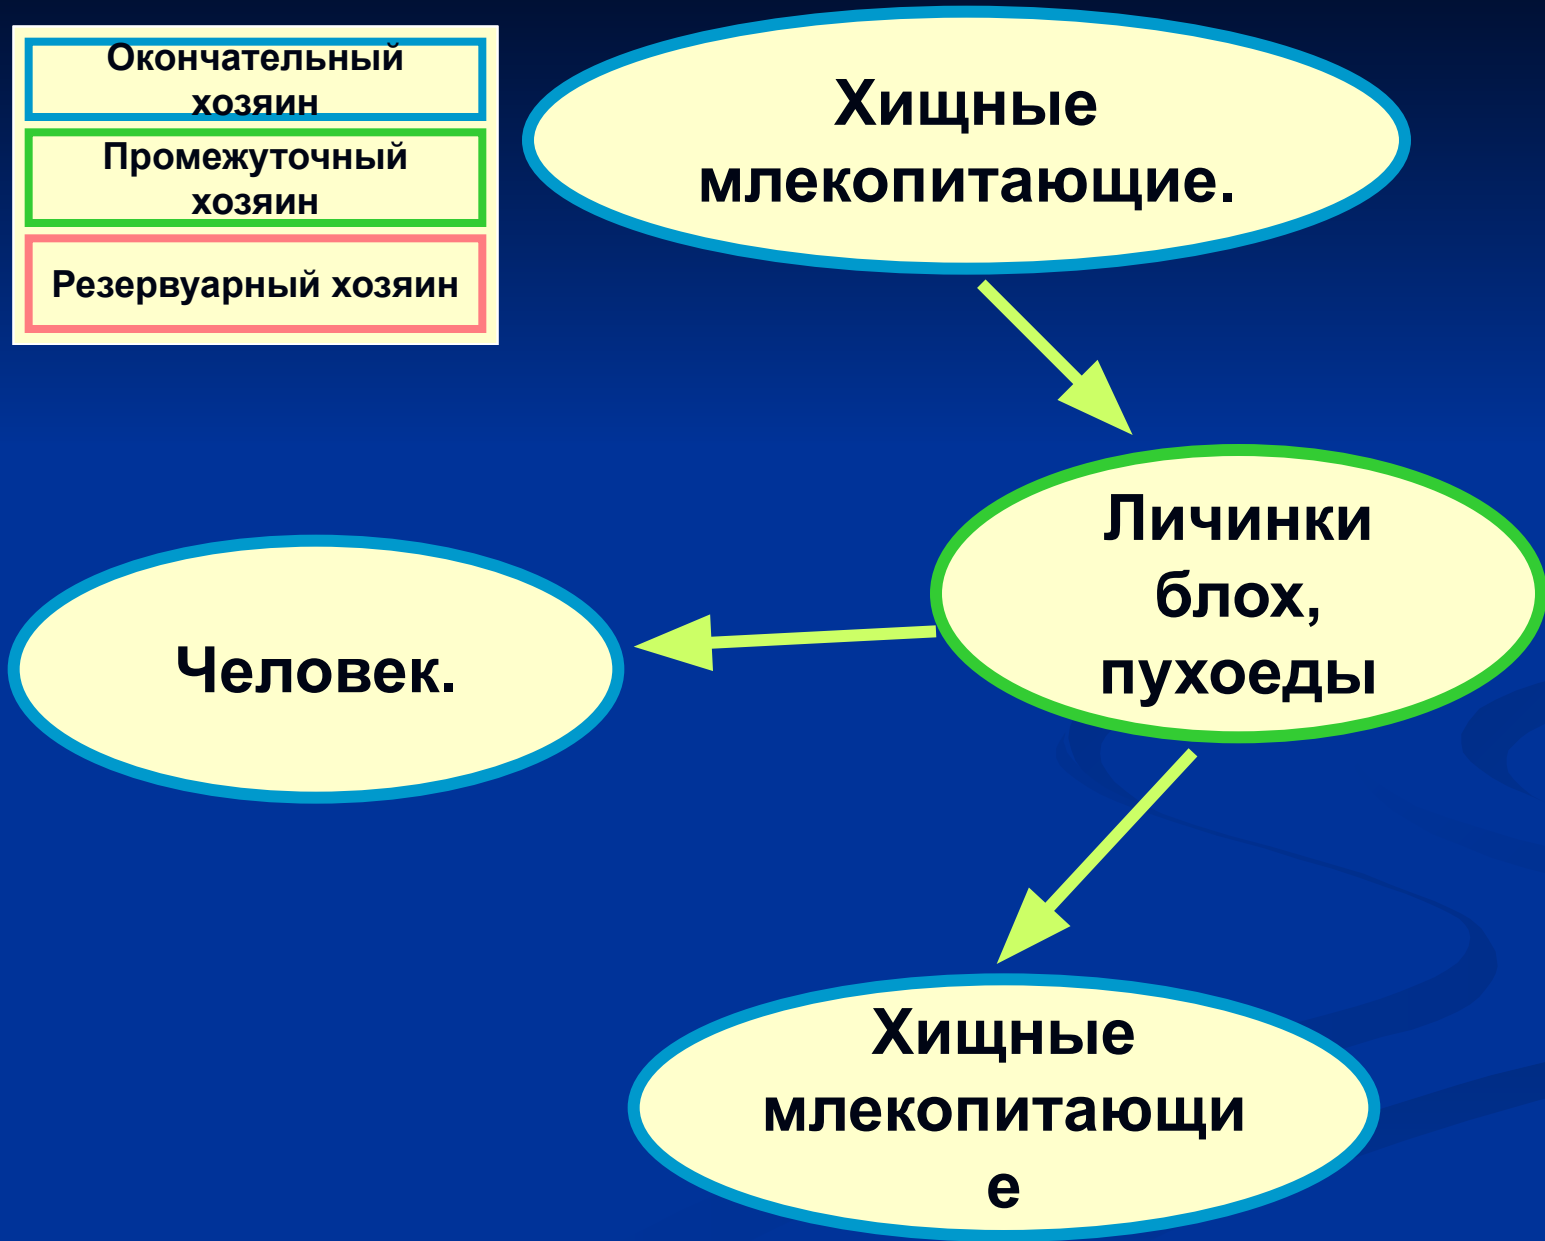 Окончательный
хозяин
Промежуточный
хозяин
Резервуарный хозяин
Хищные
млекопитающие.
Личинки
блох,
пухоеды
Человек.
Хищные
млекопитающи
е